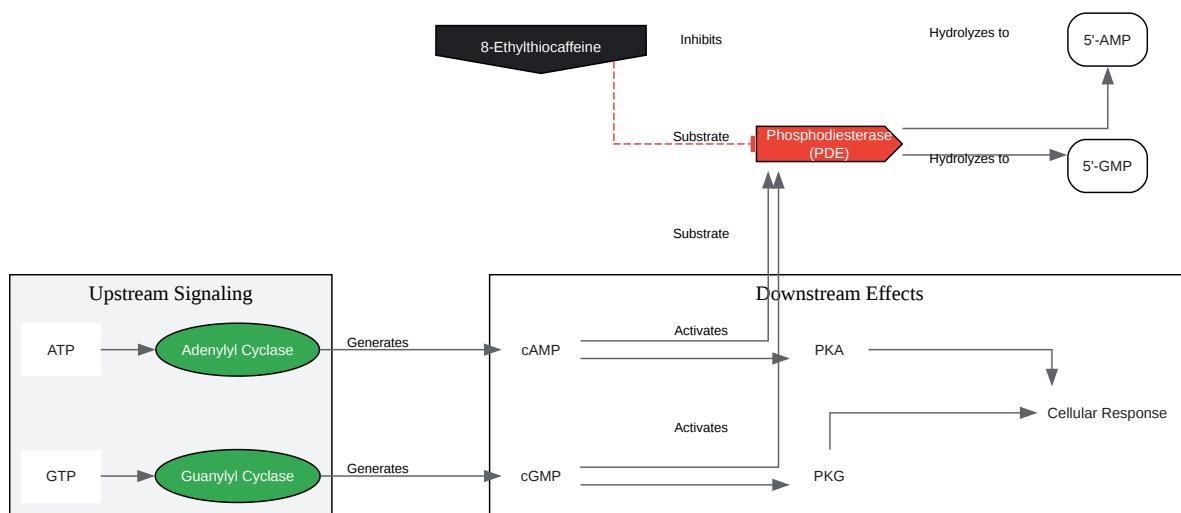 8-Ethylthiocaffeine
Inhibits
Hydrolyzes to
5'-AMP
Substrate
Phosphodiesterase
(PDE)
Hydrolyzes to
5'-GMP
Substrate
Upstream Signaling
Downstream Effects
ATP
Adenylyl Cyclase
Generates
cAMP
Activates
PKA
Cellular Response
GTP
Guanylyl Cyclase
Generates
cGMP
Activates
PKG